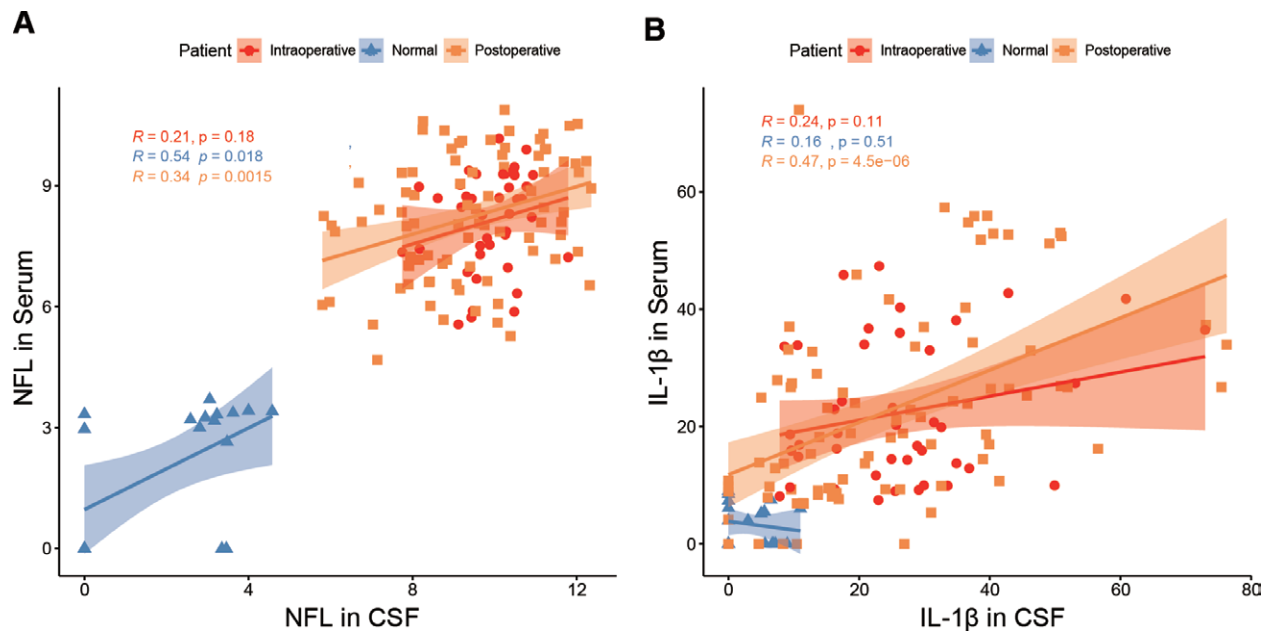 A
Patient Intraoperative Normal Postoperative
R = 0.21, p = 0.18
R = 0.54 p = 0.018
R = 0.34 p = 0.0015
NFL in Serum
9
6
3
0
0 4 8 12
NFL in CSF
B
Patient Intraoperative Normal Postoperative
R = 0.24, p = 0.11
R = 0.16 , p = 0.51
R = 0.47, p = 4.5e−06
IL-1β in Serum
60
40
20
0
0 20 40 60 80
IL-1β in CSF